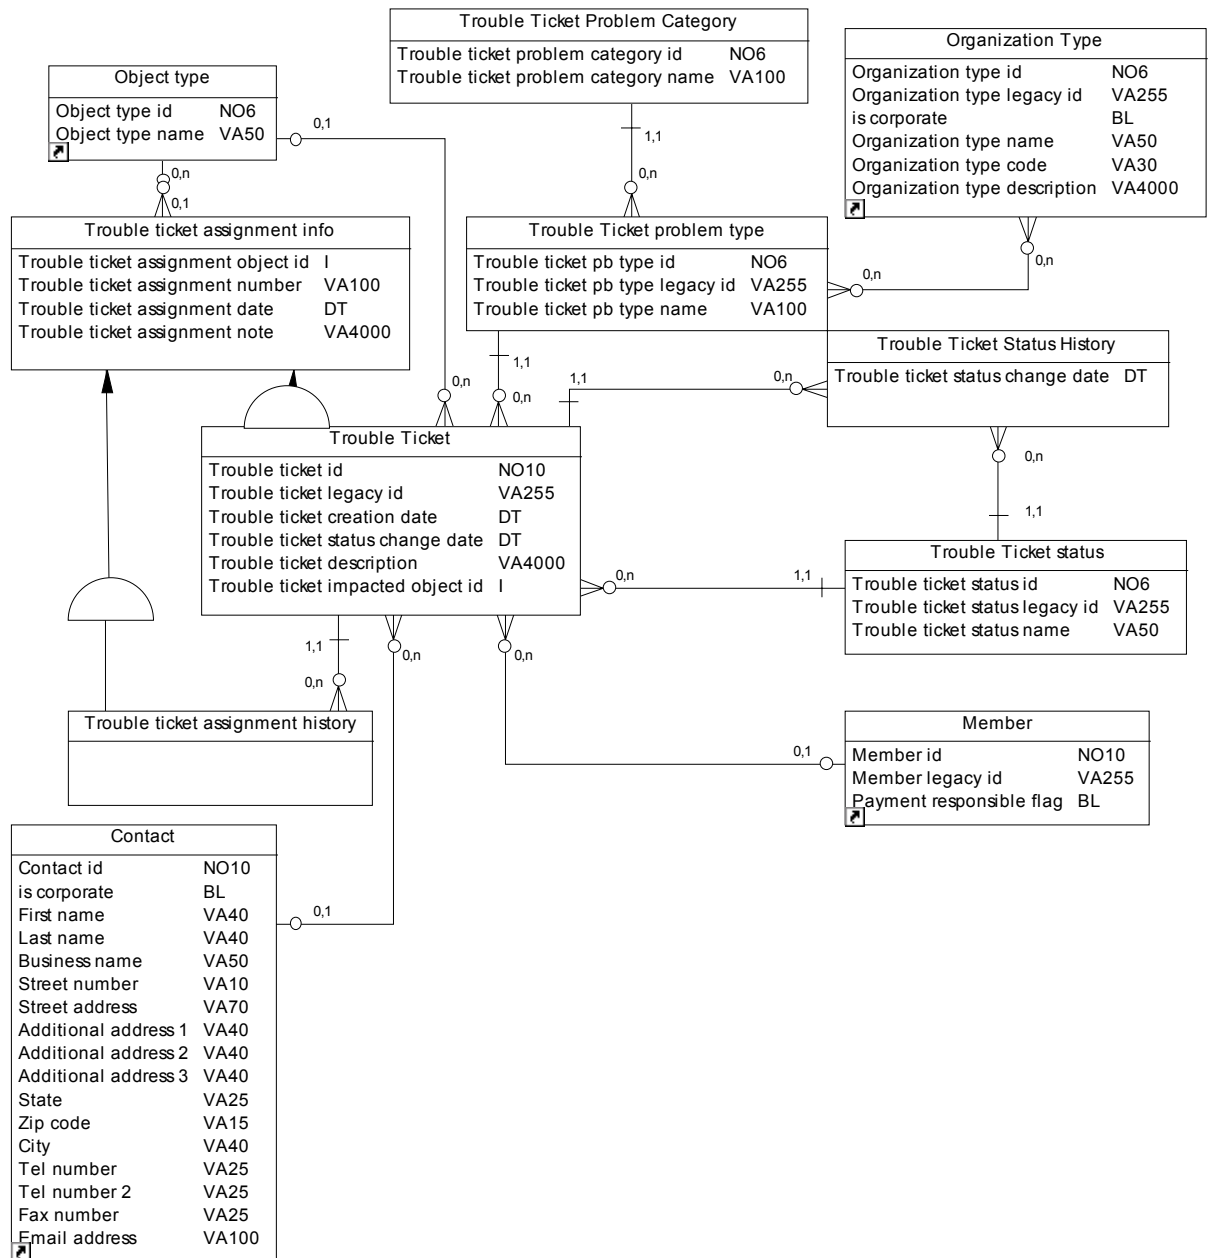 Trouble Ticket Problem Category
Trouble ticket problem category id NO6
Trouble ticket problem category name VA100
Organization Type
Organization type id NO6
Organization type legacy id VA255
is corporate BL
Organization type name VA50
Organization type code VA30
Organization type description VA4000
Object type
Object type id NO6
Object type name VA50
0,1
1,1
0,n
0,n
0,1
0,n
0,n
Trouble ticket assignment info
Trouble ticket assignment object id I
Trouble ticket assignment number VA100
Trouble ticket assignment date DT
Trouble ticket assignment note VA4000
Trouble Ticket problem type
Trouble ticket pb type id NO6
Trouble ticket pb type legacy id VA255
Trouble ticket pb type name VA100
Trouble Ticket Status History
Trouble ticket status change date DT
1,1
0,n
0,n
1,1
0,n
0,n
1,1
Trouble Ticket
Trouble ticket id NO10
Trouble ticket legacy id VA255
Trouble ticket creation date DT
Trouble ticket status change date DT
Trouble ticket description VA4000
Trouble ticket impacted object id I
0,n
1,1
Trouble Ticket status
Trouble ticket status id NO6
Trouble ticket status legacy id VA255
Trouble ticket status name VA50
1,1
0,n
0,n
0,n
Trouble ticket assignment history
0,1
Member
Member id NO10
Member legacy id VA255
Payment responsible flag BL
Contact
Contact id NO10
is corporate BL
First name VA40
Last name VA40
Business name VA50
Street number VA10
Street address VA70
Additional address 1 VA40
Additional address 2 VA40
Additional address 3 VA40
State VA25
Zip code VA15
City VA40
Tel number VA25
Tel number 2 VA25
Fax number VA25
Email address VA100
0,1